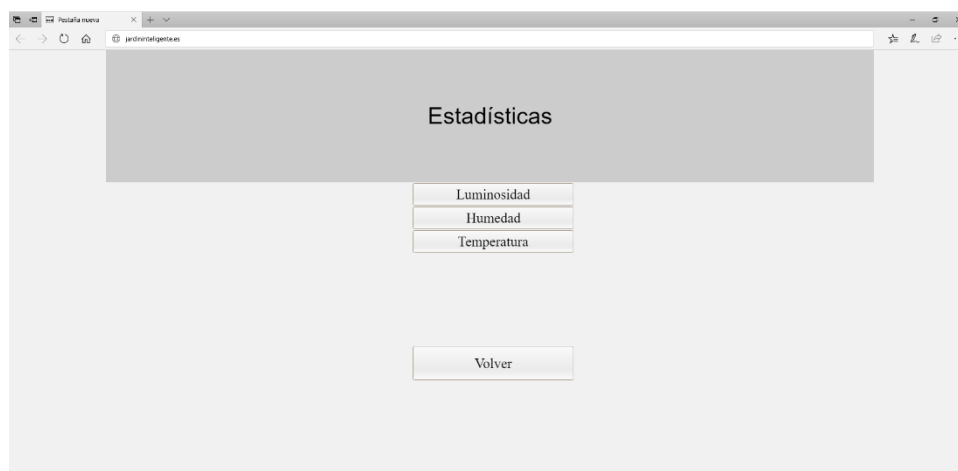 Pestaña nueva
jardininteligente.es
Estadísticas
Luminosidad
Humedad
Temperatura
Volver